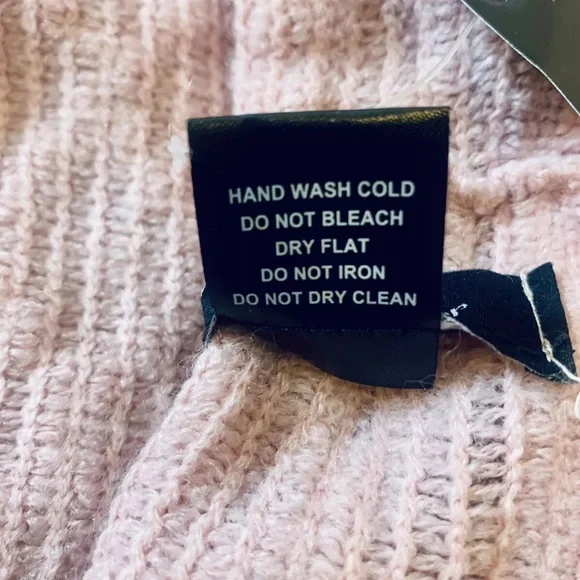 HAND WASH COLD
DO NOT BLEACH
DRY FLAT
DO NOT IRON
DO NOT DRY CLEAN